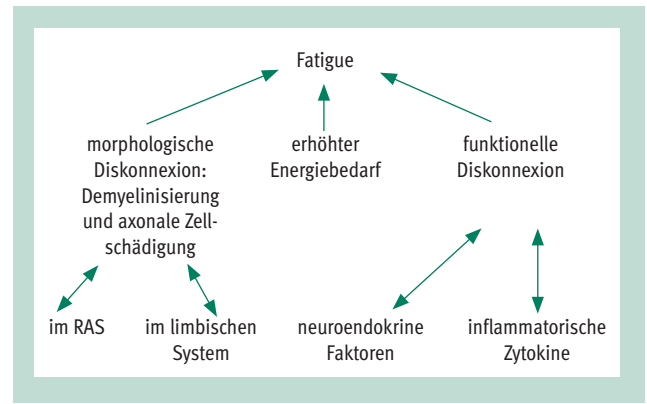 Fatigue
morphologische
Diskonnexion:
Demyelinisierung
und axonale Zell-
schädigung
erhöhter
Energiebedarf
funktionelle
Diskonnexion
im RAS
im limbischen
System
neuroendokrine
Faktoren
inflammatorische
Zytokine